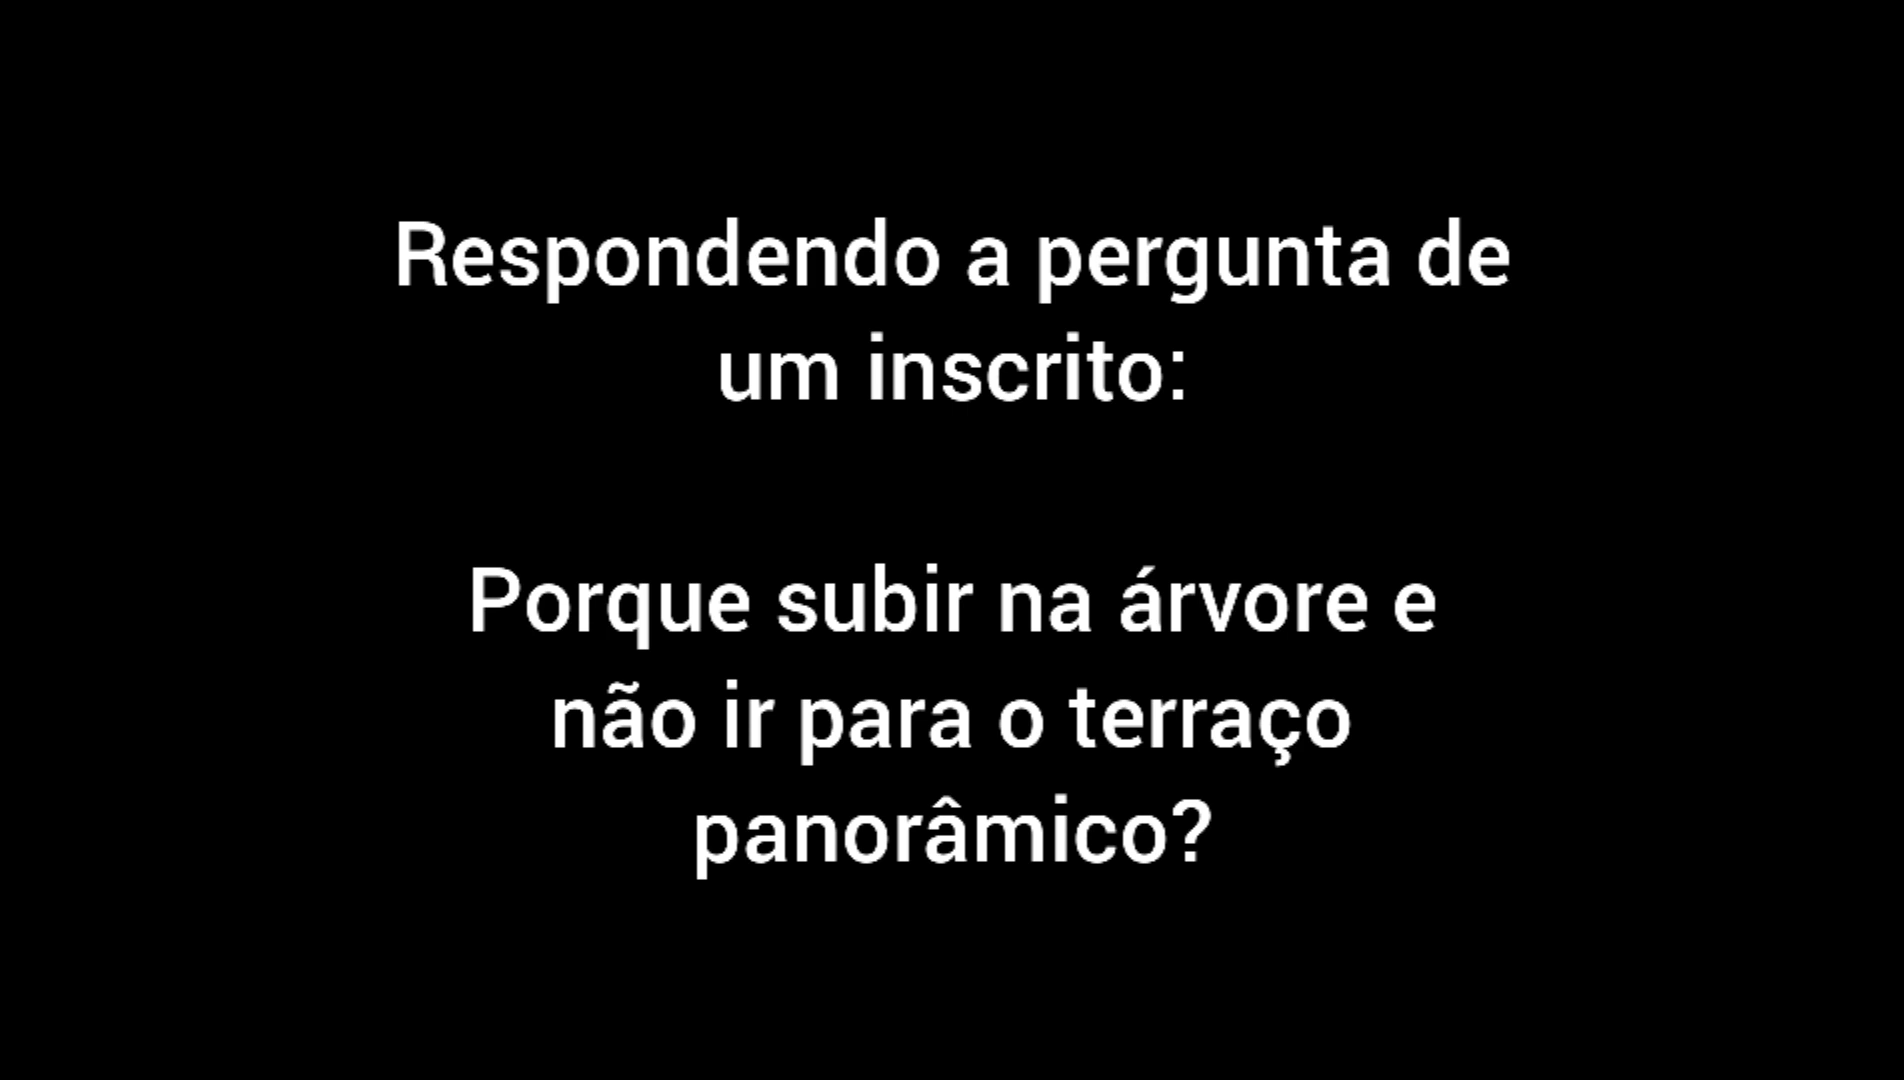 Respondendo a pergunta de
um inscrito:
Porque subir na árvore e
não ir para o terraço
panorâmico?